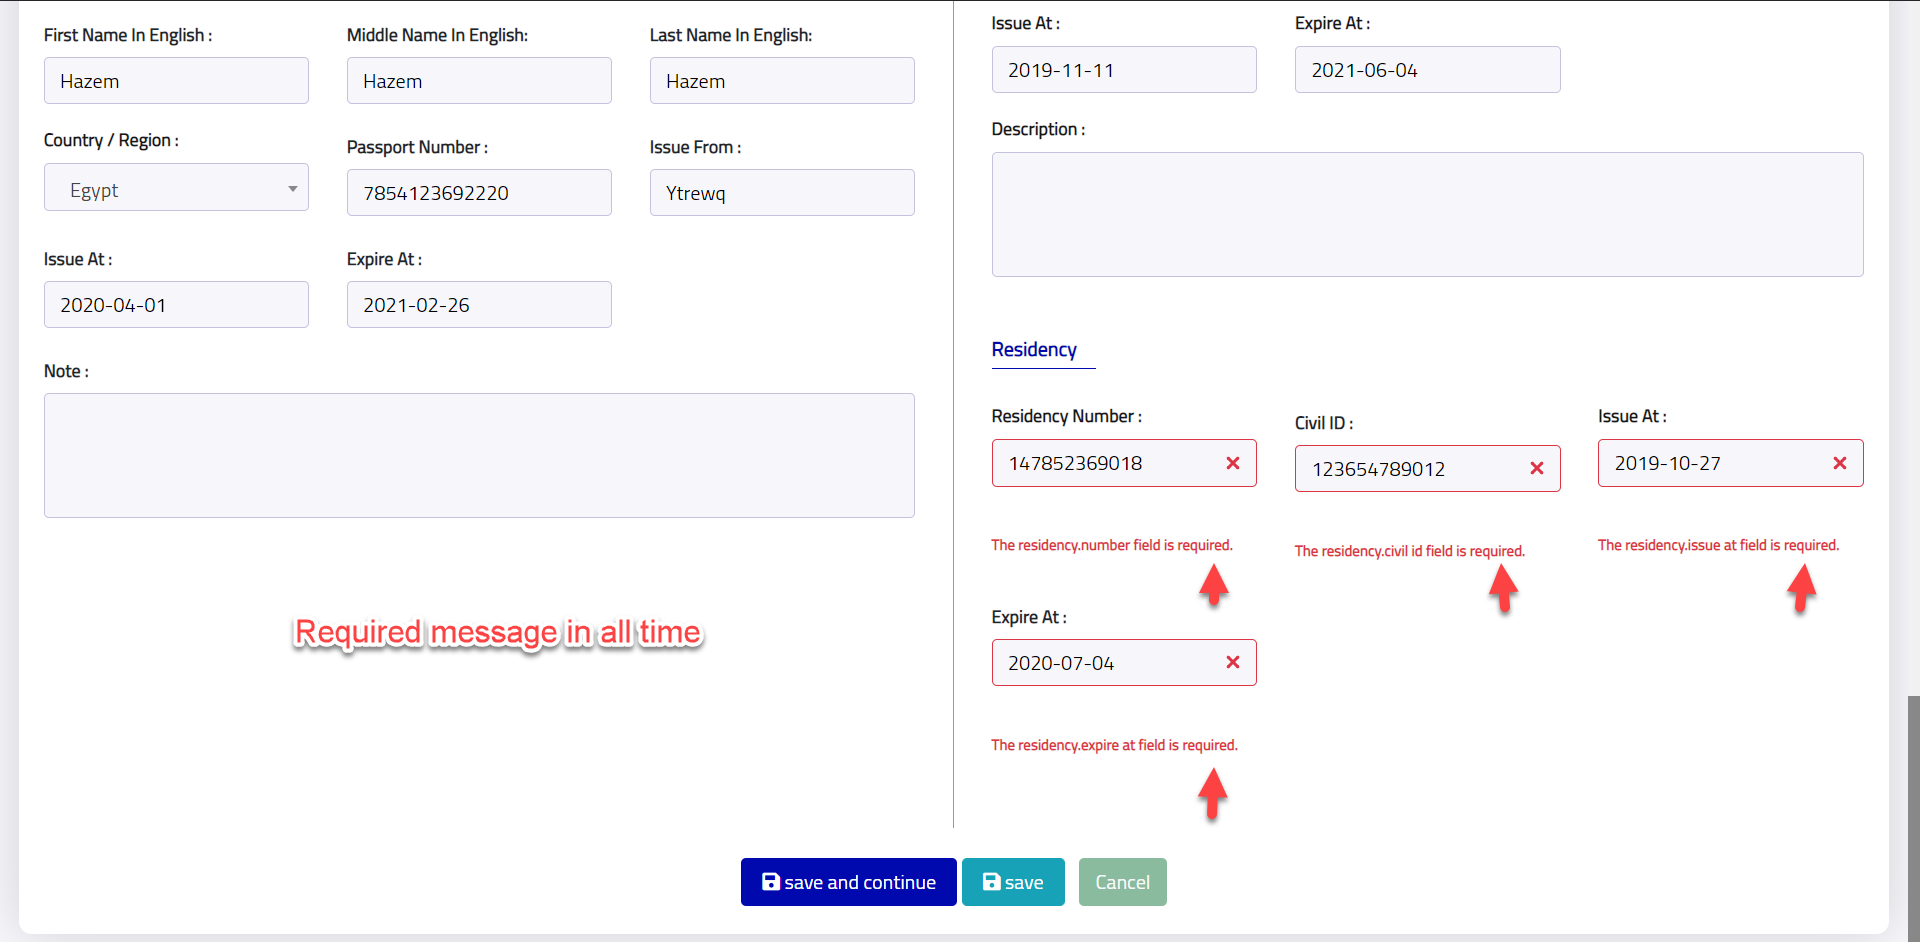 First Name In English :
Middle Name In English:
Last Name In English:
Hazem
Hazem
Hazem
Country / Region :
Passport Number :
Issue From :
Egypt
7854123692220
Ytrewq
Issue At :
Expire At :
2020-04-01
2021-02-26
Note :
Required message in all time
Issue At :
Expire At :
2019-11-11
2021-06-04
Description :
Residency
Residency Number :
Civil ID :
Issue At :
147852369018
123654789012
2019-10-27
The residency.number field is required.
The residency.civil id field is required.
The residency.issue at field is required.
Expire At :
2020-07-04
The residency.expire at field is required.
save and continue
save
Cancel